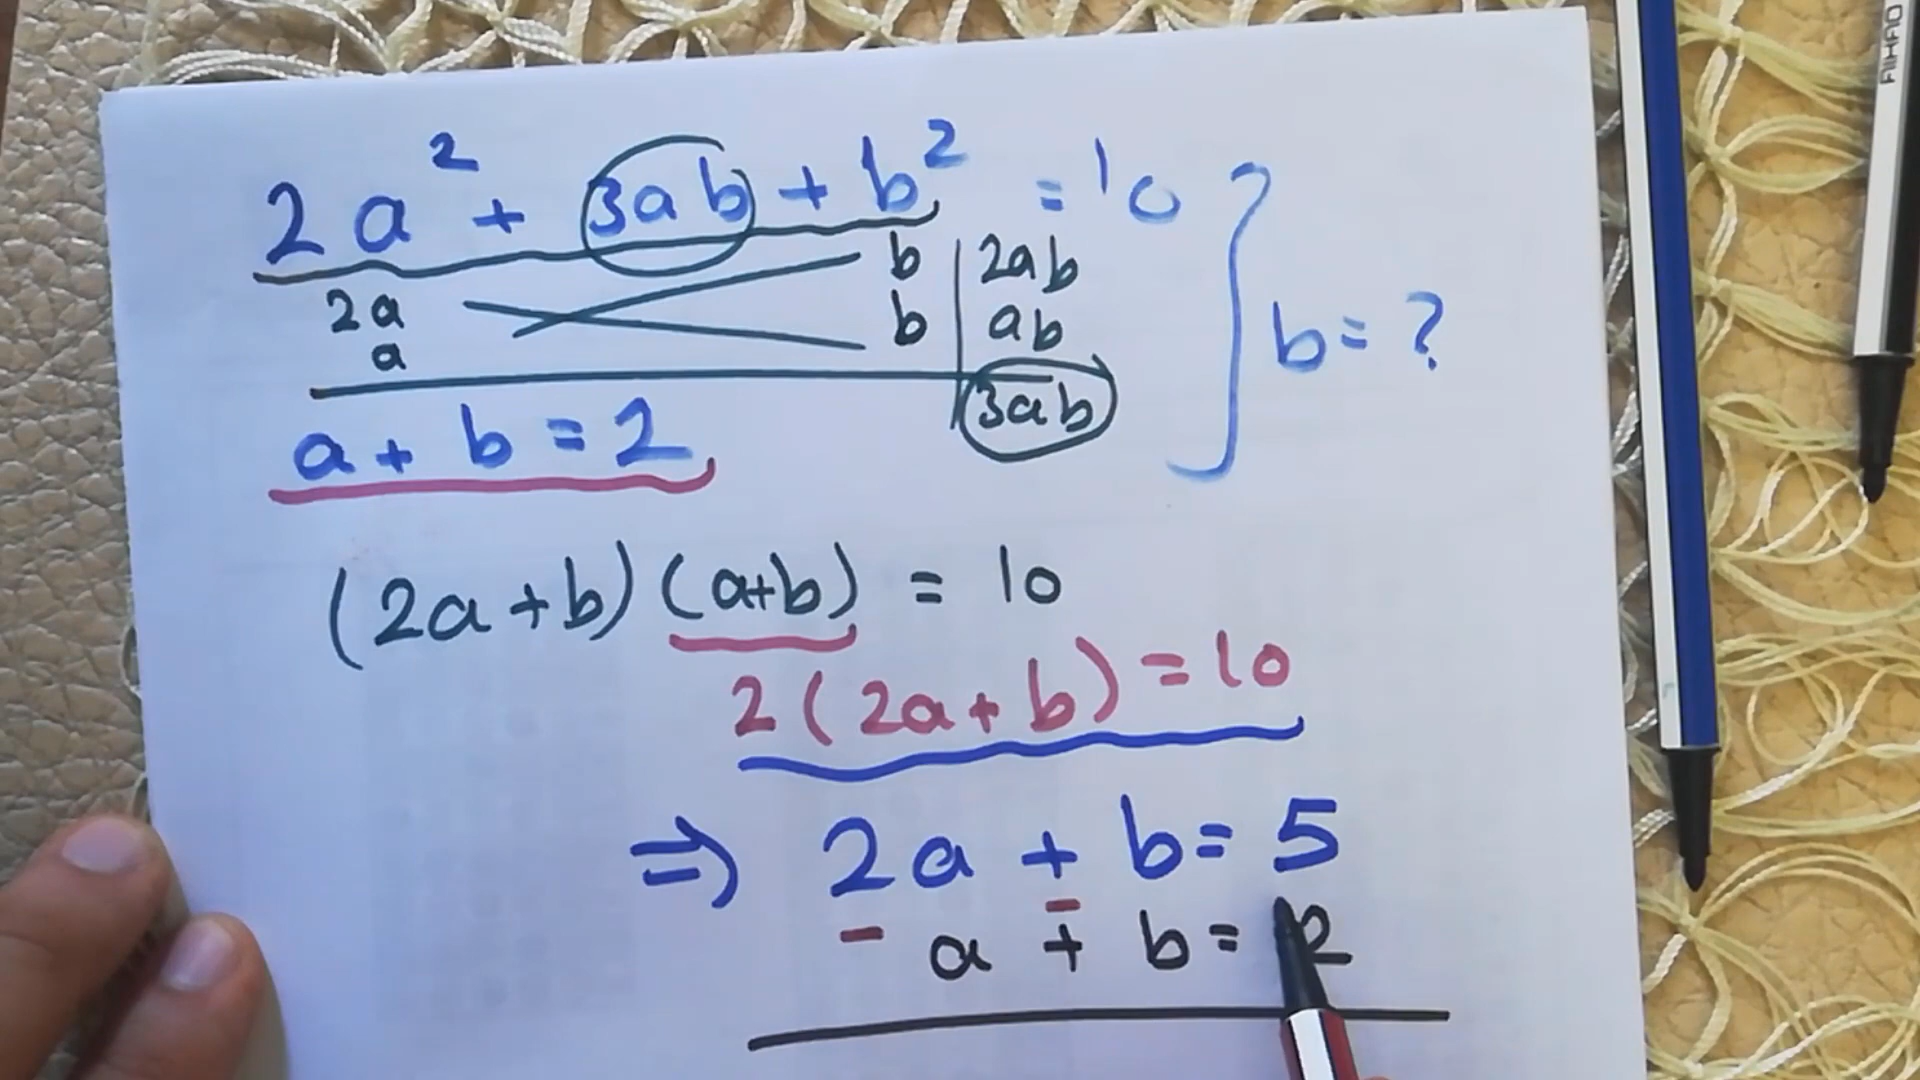 2a² + 3ab + b² = 10
2a b 2ab
a b ab
3ab
b = ?
a + b = 2
(2a + b) (a+b) = 10
2 ( 2a + b ) = 10
⇒ 2a + b = 5
- a + b = 2
-